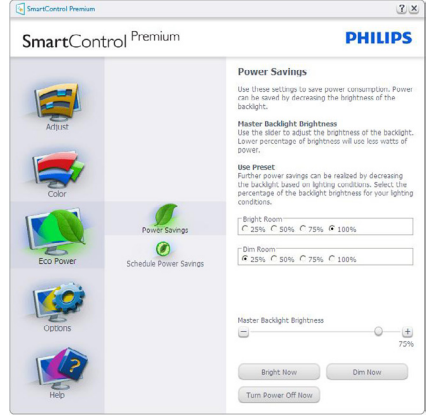 SmartControl Premium
SmartControl Premium
PHILIPS
Adjust
Color
Eco Power
Options
Help
Power Savings
Schedule Power Savings
Power Savings
Use these settings to save power consumption. Power
can be saved by decreasing the brightness of the
backlight.
Master Backlight Brightness
Use the slider to adjust the brightness of the backlight.
Lower percentage of brightness will use less watts of
power.
Use Preset
Further power savings can be realized by decreasing
the backlight based on lighting conditions. Select the
percentage of the backlight brightness for your lighting
conditions.
Bright Room
25% 50% 75% 100%
Dim Room
25% 50% 75% 100%
Master Backlight Brightness
75%
Bright Now Dim Now
Turn Power Off Now